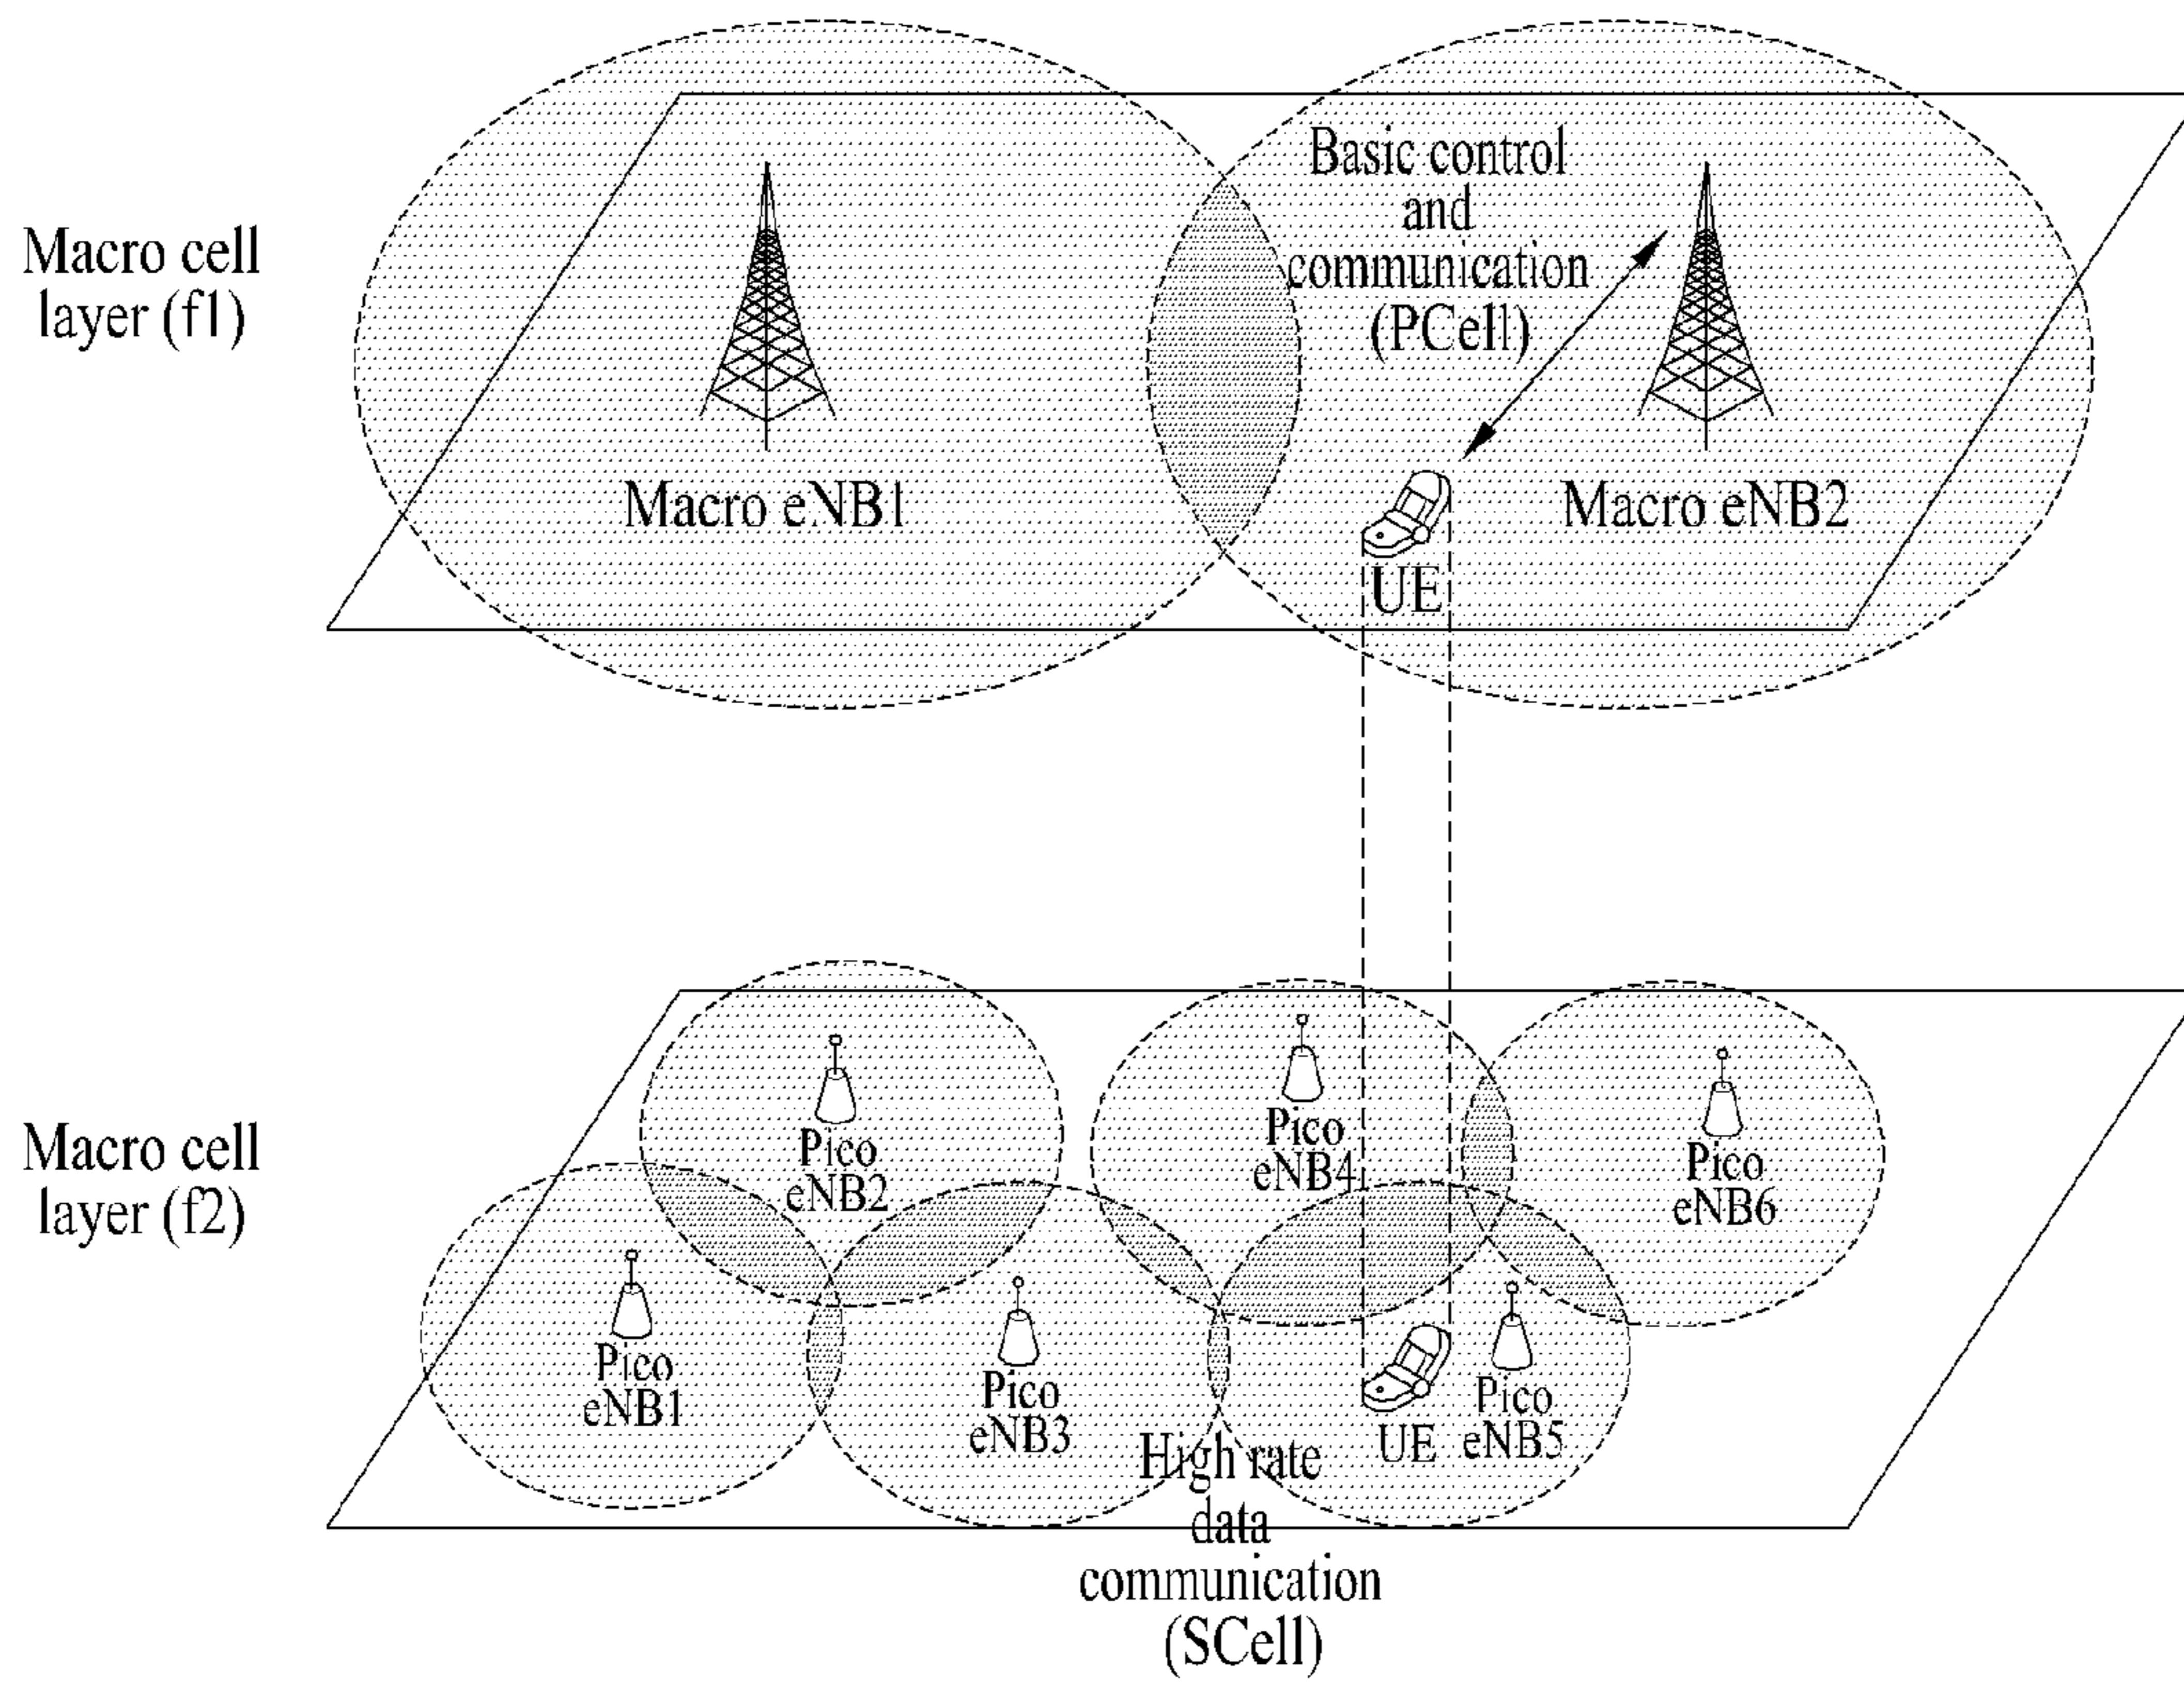 Macro cell
layer (f1)
Basic control
and
communication
(PCell)
Macro eNB1
Macro eNB2
UE
Macro cell
layer (f2)
Pico
eNB2
Pico
eNB4
Pico
eNB6
Pico
eNB1
Pico
eNB3
UE
Pico
eNB5
High rate
data
communication
(SCell)